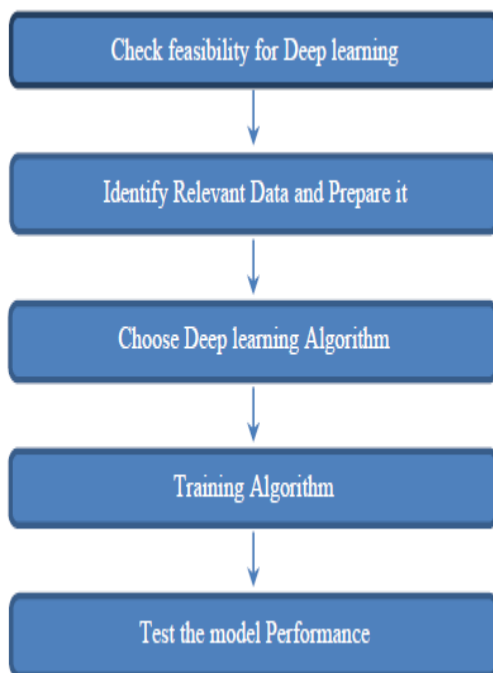 Check feasibility for Deep learning
Identify Relevant Data and Prepare it
Choose Deep learning Algorithm
Training Algorithm
Test the model Performance